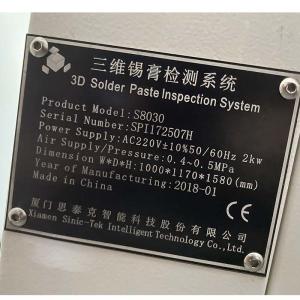 三维锡膏检测系统
3D Solder Paste Inspection System
Product Model:S8030
Serial Number:SPI172507H
Power Supply:AC220V±10%50/60Hz 2kw
Air Supply/Pressure:0.4~0.5MPa
Dimension W*D*H:1000*1170*1580(mm)
Year of Manufacturing:2018-01
Made in China
CE
厦门思泰克智能科技股份有限公司
Xiamen Sinic-Tek Intelligent Technology Co.,Ltd.